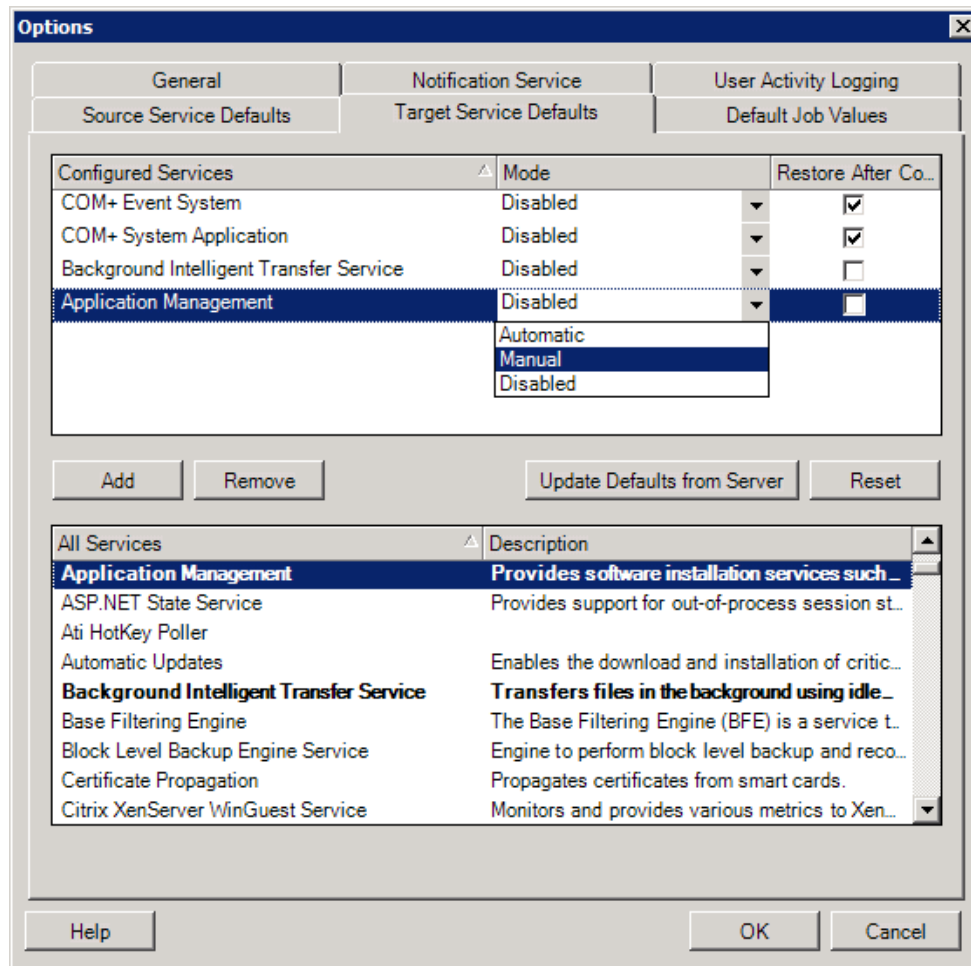 Options
General Notification Service User Activity Logging
Source Service Defaults Target Service Defaults Default Job Values
Configured Services Mode Restore After Co...
COM+ Event System Disabled
COM+ System Application Disabled
Background Intelligent Transfer Service Disabled
Application Management Disabled
Automatic
Manual
Disabled
Add Remove Update Defaults from Server Reset
All Services Description
Application Management Provides software installation services such ...
ASP.NET State Service Provides support for out-of-process session st...
Ati HotKey Poller
Automatic Updates Enables the download and installation of critic...
Background Intelligent Transfer Service Transfers files in the background using idle...
Base Filtering Engine The Base Filtering Engine (BFE) is a service t...
Block Level Backup Engine Service Engine to perform block level backup and reco...
Certificate Propagation Propagates certificates from smart cards.
Citrix XenServer WinGuest Service Monitors and provides various metrics to Xen...
Help OK Cancel